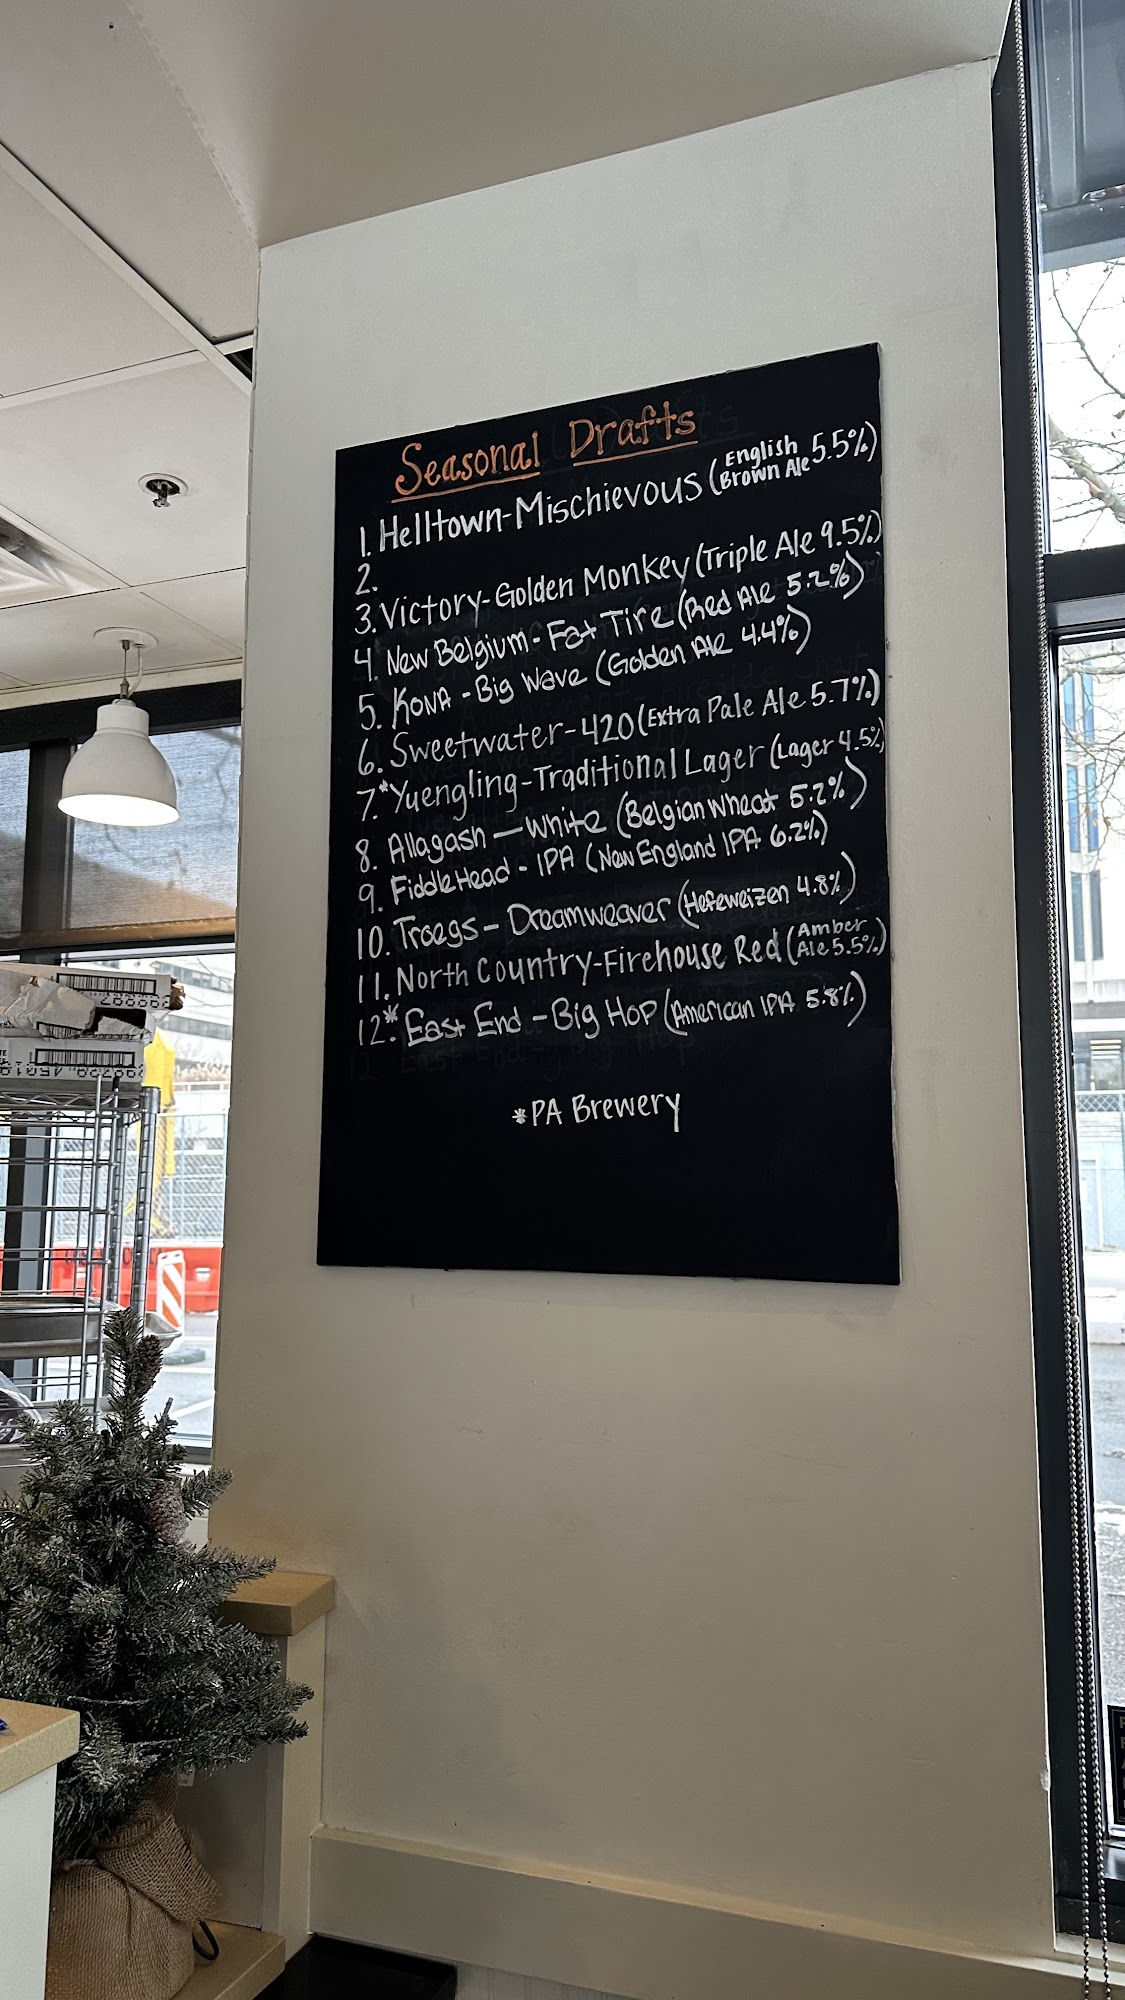 Seasonal Drafts
1. Helltown-Mischievous (English Brown Ale 5.5%)
2.
3. Victory-Golden Monkey (Triple Ale 9.5%)
4. New Belgium- Fat Tire (Red Ale 5.2%)
5. KONA - Big Wave (Golden Ale 4.4%)
6. Sweetwater-420 (Extra Pale Ale 5.7%)
7.*Yuengling-Traditional Lager (Lager 4.5%)
8. Allagash — White (Belgian Wheat 5.2%)
9. FiddleHead - IPA (New England IPA 6.2%)
10. Troegs - Dreamweaver (Hefeweizen 4.8%)
11. North Country-Firehouse Red (Amber Ale 5.5%)
12.* East End - Big Hop (American IPA 5.8%)
*PA Brewery